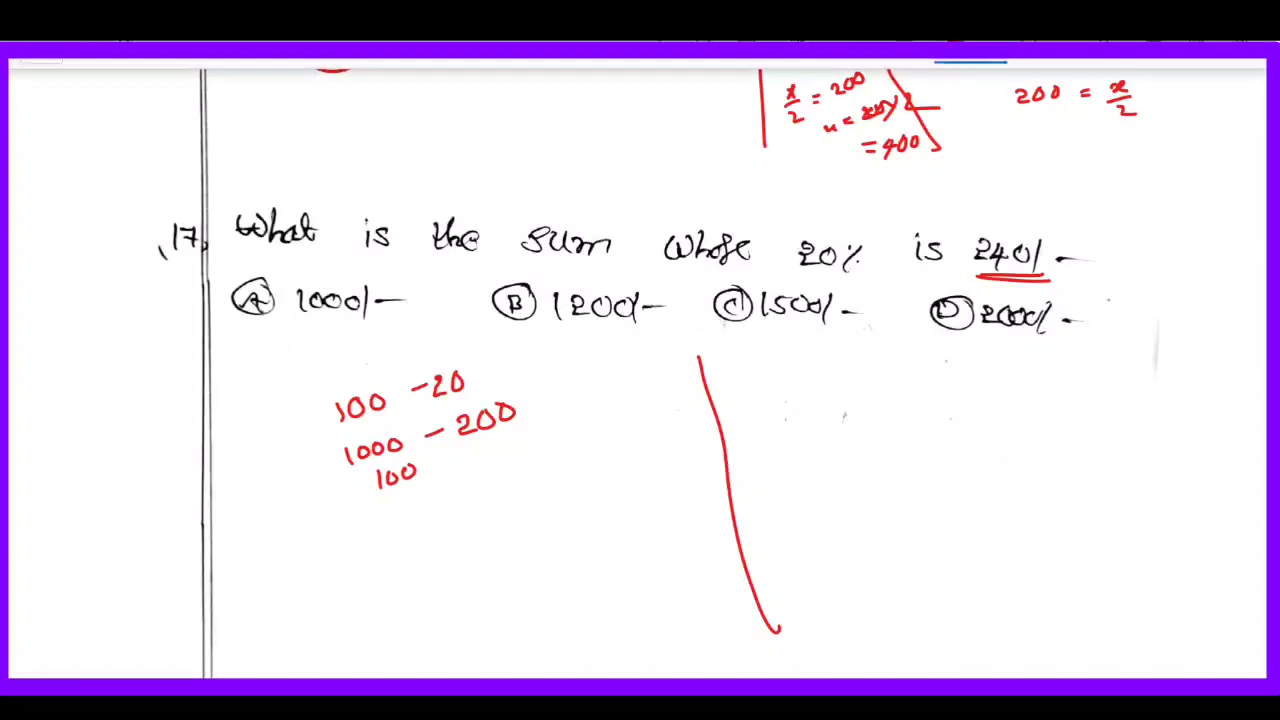 x/2 = 200
= 400
200 = x/2
17. What is the sum whose 20% is 240/-
(A) 1000/- (B) 1200/- (C) 1500/- (D) 2000/-
100 - 20
1000 - 200
100